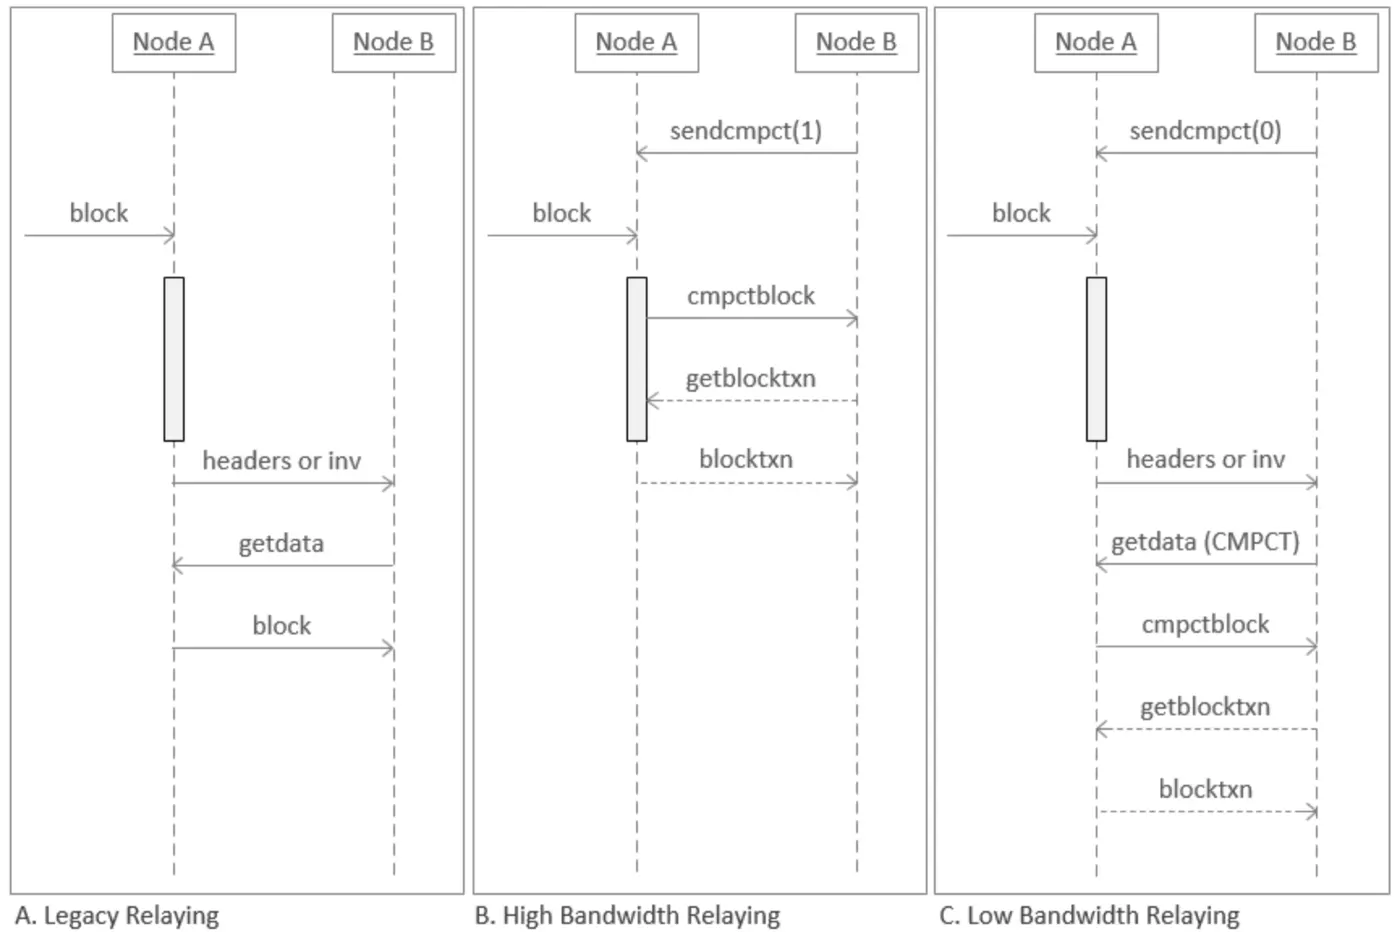 Node A
Node B
block
headers or inv
getdata
block
A. Legacy Relaying
Node A
Node B
sendcmpct(1)
block
cmpctblock
getblocktxn
blocktxn
B. High Bandwidth Relaying
Node A
Node B
sendcmpct(0)
block
headers or inv
getdata (CMPCT)
cmpctblock
getblocktxn
blocktxn
C. Low Bandwidth Relaying